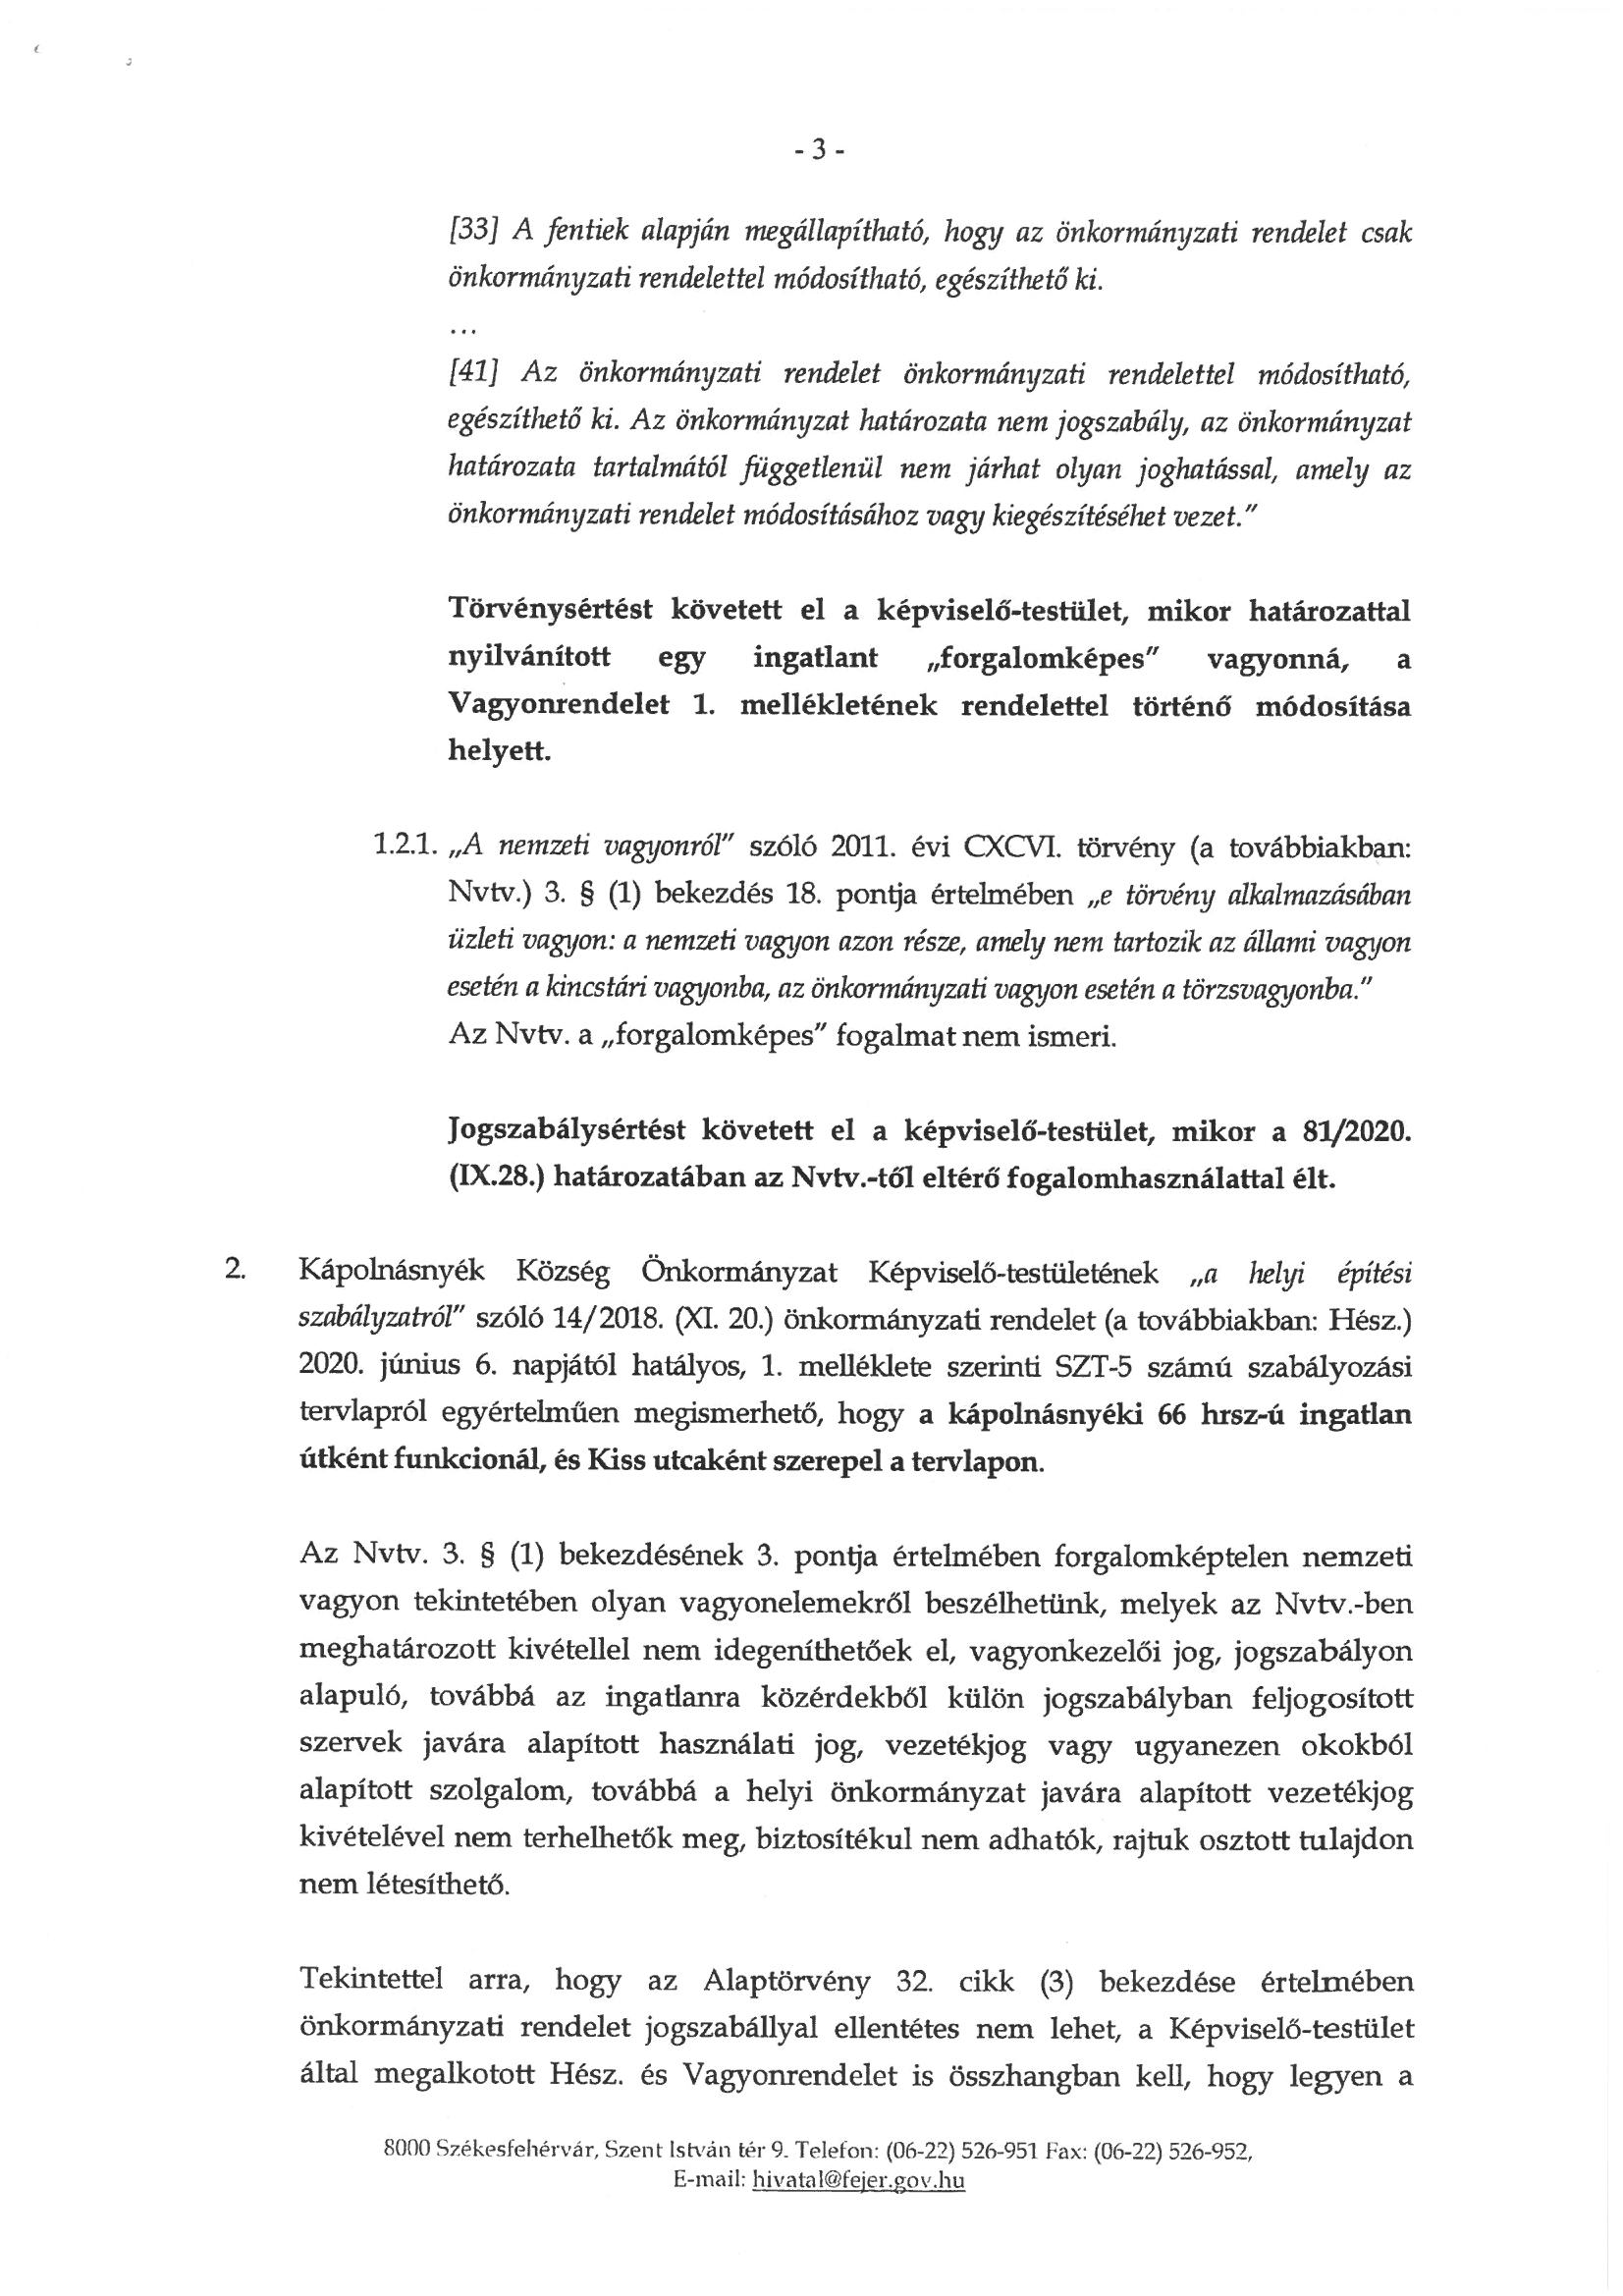 - 3 -
[33] A fentiek alapján megállapítható, hogy az önkormányzati rendelet csak
önkormányzati rendelettel módosítható, egészíthető ki.
...
[41] Az önkormányzati rendelet önkormányzati rendelettel módosítható,
egészíthető ki. Az önkormányzat határozata nem jogszabály, az önkormányzat
határozata tartalmától függetlenül nem járhat olyan joghatással, amely az
önkormányzati rendelet módosításához vagy kiegészítéséhet vezet."
Törvénysértést követett el a képviselő-testület, mikor határozattal
nyilvánított egy ingatlant „forgalomképes" vagyonná, a
Vagyonrendelet 1. mellékletének rendelettel történő módosítása
helyett.
1.2.1. „A nemzeti vagyonról" szóló 2011. évi CXCVI. törvény (a továbbiakban:
Nvtv.) 3. § (1) bekezdés 18. pontja értelmében „e törvény alkalmazásában
üzleti vagyon: a nemzeti vagyon azon része, amely nem tartozik az állami vagyon
esetén a kincstári vagyonba, az önkormányzati vagyon esetén a törzsvagyonba."
Az Nvtv. a „forgalomképes" fogalmat nem ismeri.
Jogszabálysértést követett el a képviselő-testület, mikor a 81/2020.
(IX.28.) határozatában az Nvtv.-től eltérő fogalomhasználattal élt.
2. Kápolnásnyék Község Önkormányzat Képviselő-testületének „a helyi építési
szabályzatról" szóló 14/2018. (XI. 20.) önkormányzati rendelet (a továbbiakban: Hész.)
2020. június 6. napjától hatályos, 1. melléklete szerinti SZT-5 számú szabályozási
tervlapról egyértelműen megismerhető, hogy a kápolnásnyéki 66 hrsz-ú ingatlan
útként funkcionál, és Kiss utcaként szerepel a tervlapon.
Az Nvtv. 3. § (1) bekezdésének 3. pontja értelmében forgalomképtelen nemzeti
vagyon tekintetében olyan vagyonelemekről beszélhetünk, melyek az Nvtv.-ben
meghatározott kivétellel nem idegeníthetőek el, vagyonkezelői jog, jogszabályon
alapuló, továbbá az ingatlanra közérdekből külön jogszabályban feljogosított
szervek javára alapított használati jog, vezetékjog vagy ugyanezen okokból
alapított szolgalom, továbbá a helyi önkormányzat javára alapított vezetékjog
kivételével nem terhelhetők meg, biztosítékul nem adhatók, rajtuk osztott tulajdon
nem létesíthető.
Tekintettel arra, hogy az Alaptörvény 32. cikk (3) bekezdése értelmében
önkormányzati rendelet jogszabállyal ellentétes nem lehet, a Képviselő-testület
által megalkotott Hész. és Vagyonrendelet is összhangban kell, hogy legyen a
8000 Székesfehérvár, Szent István tér 9. Telefon: (06-22) 526-951 Fax: (06-22) 526-952,
E-mail: hivatal@fejer.gov.hu